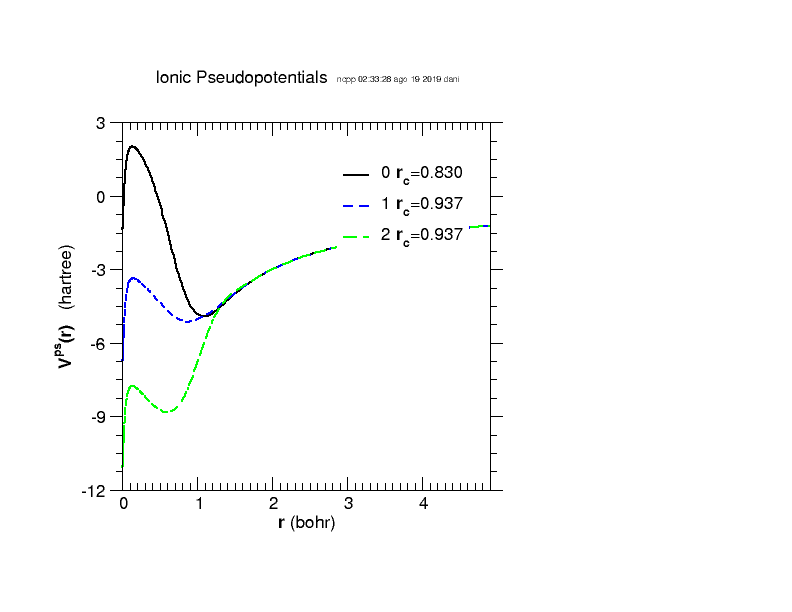 Ionic Pseudopotentials ncpp 02:33:28 ago 19 2019 dani
3
0
-3
-6
-9
-12
V^ps(r) (hartree)
0 r_c=0.830
1 r_c=0.937
2 r_c=0.937
0 1 2 3 4
r (bohr)